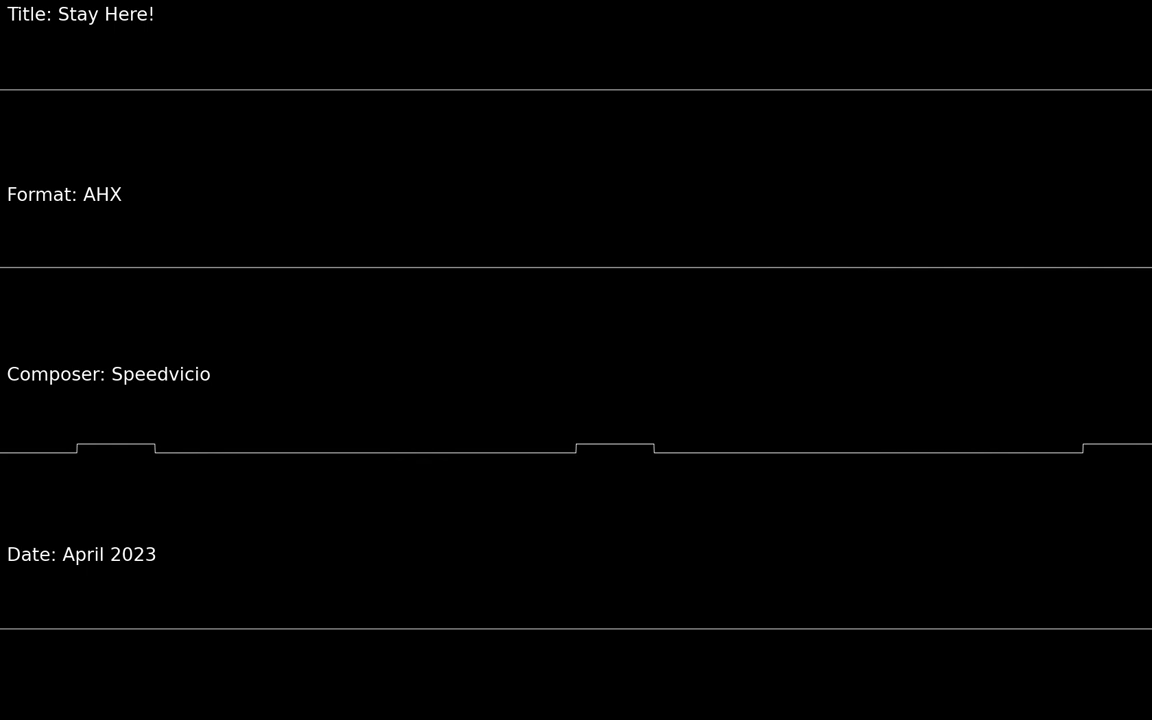 Title: Stay Here!
Format: AHX
Composer: Speedvicio
Date: April 2023